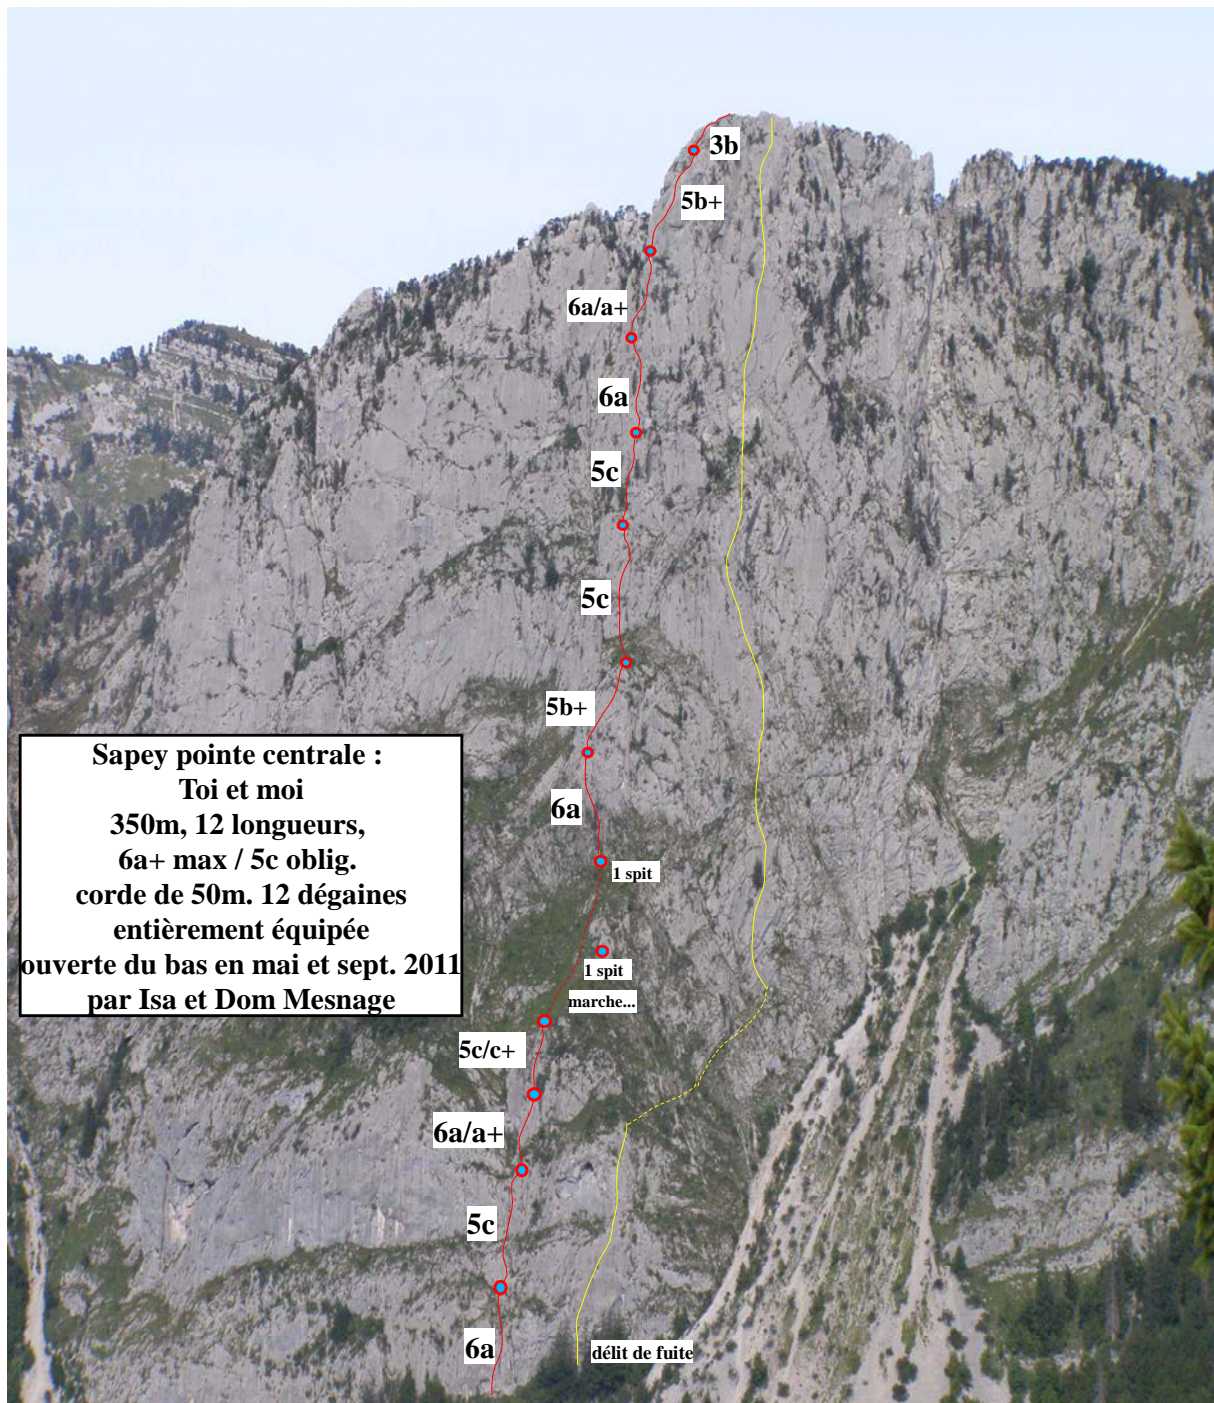 3b
5b+
6a/a+
6a
5c
5c
5b+
Sapey pointe centrale :
Toi et moi
350m, 12 longueurs,
6a+ max / 5c oblig.
corde de 50m. 12 dégaines
entièrement équipée
ouverte du bas en mai et sept. 2011
par Isa et Dom Mesnage
6a
1 spit
1 spit
marche...
5c/c+
6a/a+
5c
6a
délit de fuite